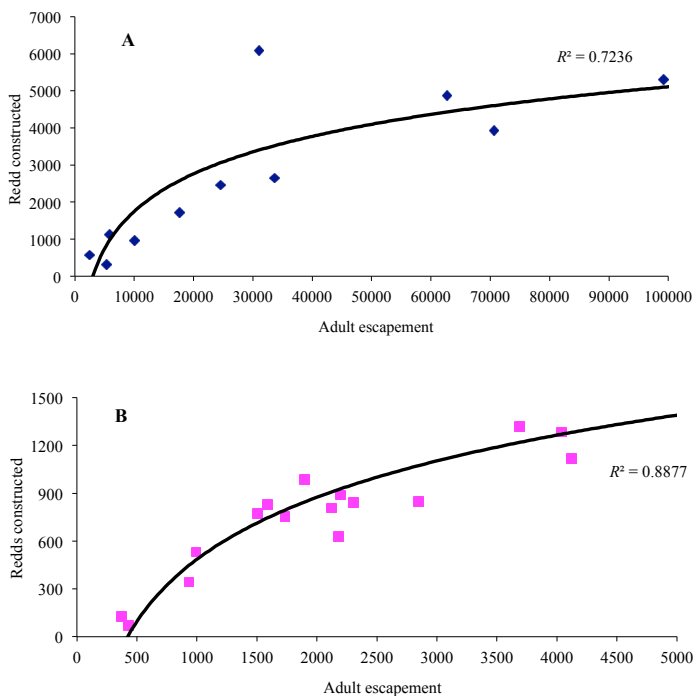 A
R² = 0.7236
Redd constructed
7000
6000
5000
4000
3000
2000
1000
0
0 10000 20000 30000 40000 50000 60000 70000 80000 90000 100000
Adult escapement
B
R² = 0.8877
Redds constructed
1500
1200
900
600
300
0
0 500 1000 1500 2000 2500 3000 3500 4000 4500 5000
Adult escapement